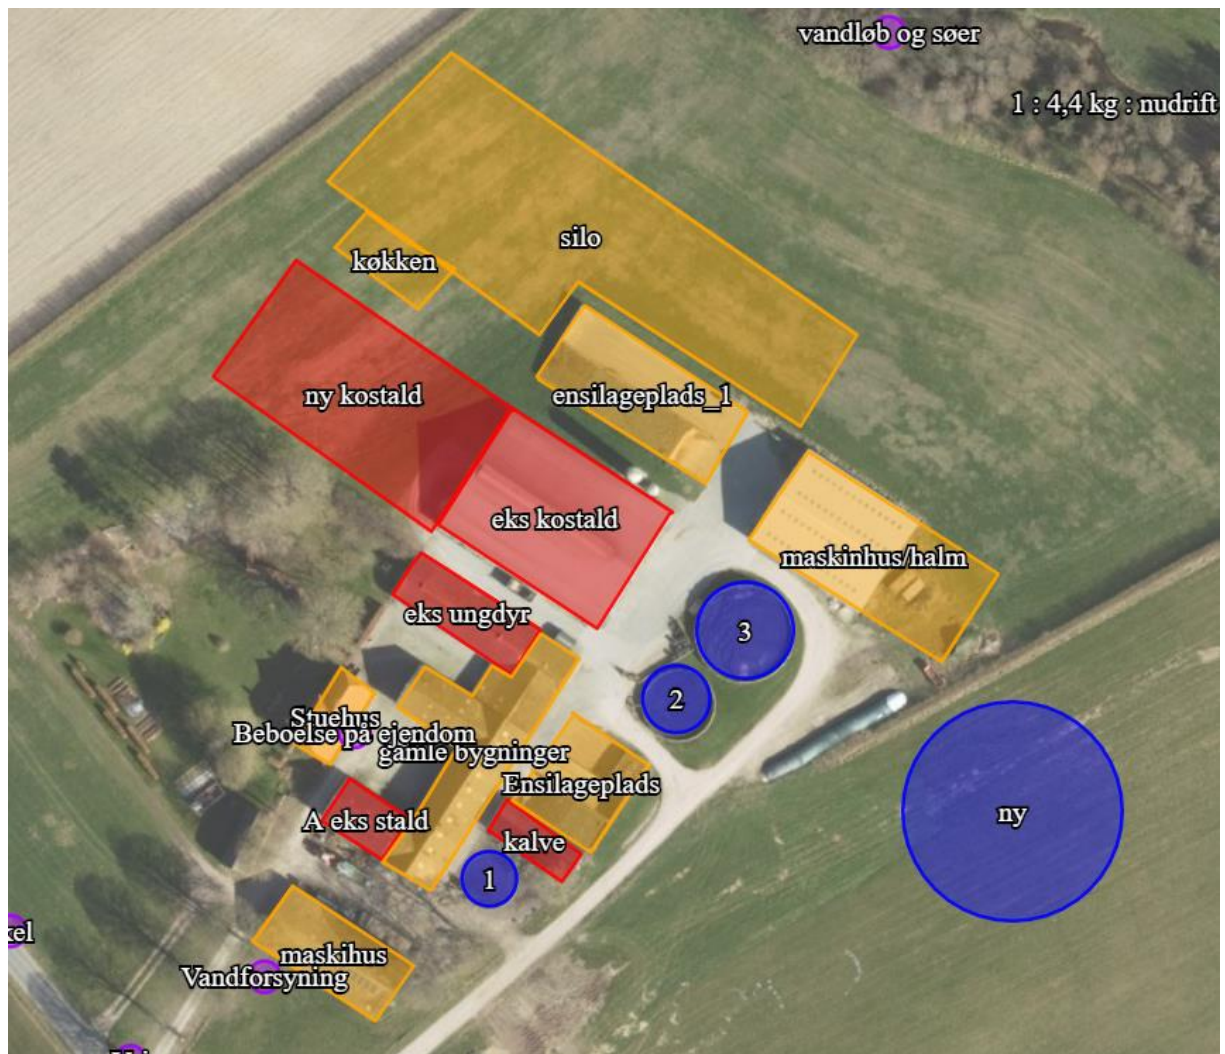 vandløb og søer
1 : 4,4 kg : nudrift
silo
køkken
ny kostald
ensilageplads_1
eks kostald
maskinhus/halm
eks ungdyr
3
2
Stuehus
Beboelse på ejendom
gamle bygninger
Ensilageplads
ny
A eks stald
kalve
1
maskihus
Vandforsyning